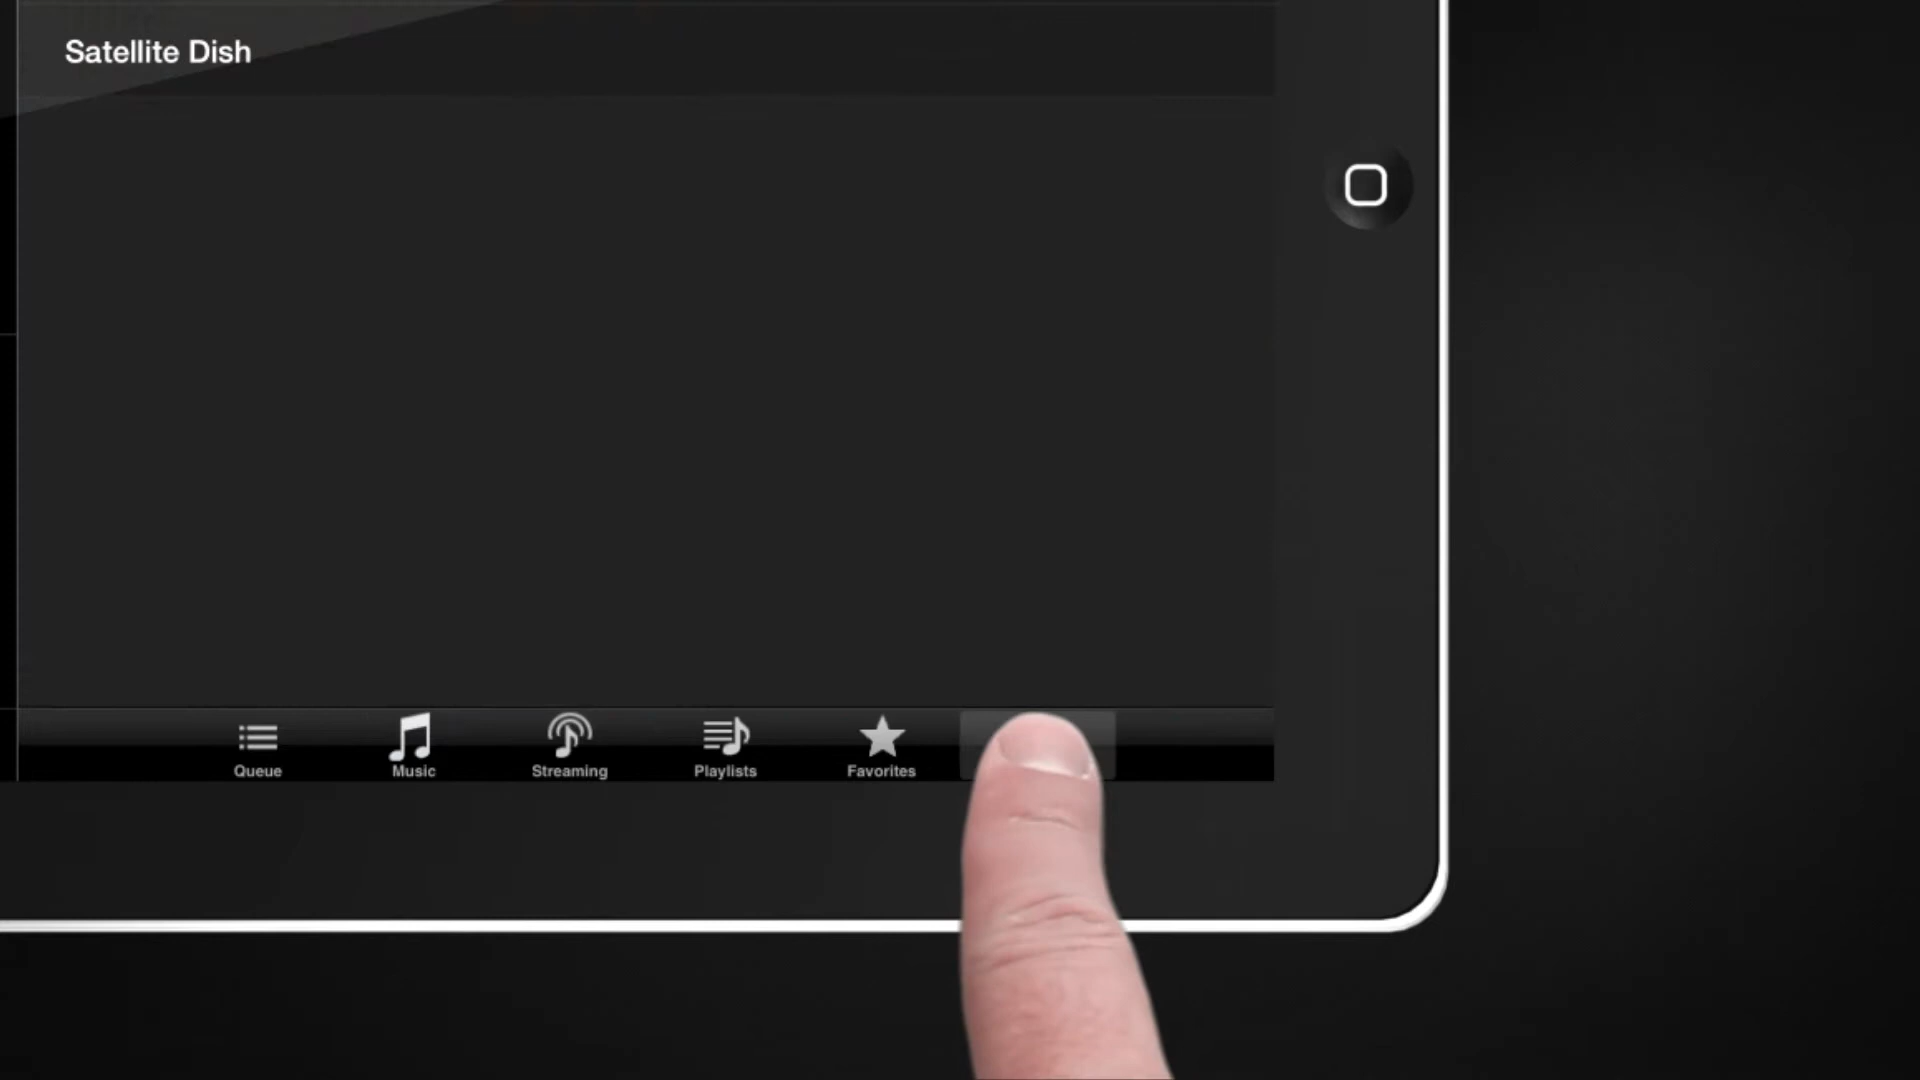 Satellite Dish
Queue
Music
Streaming
Playlists
Favorites